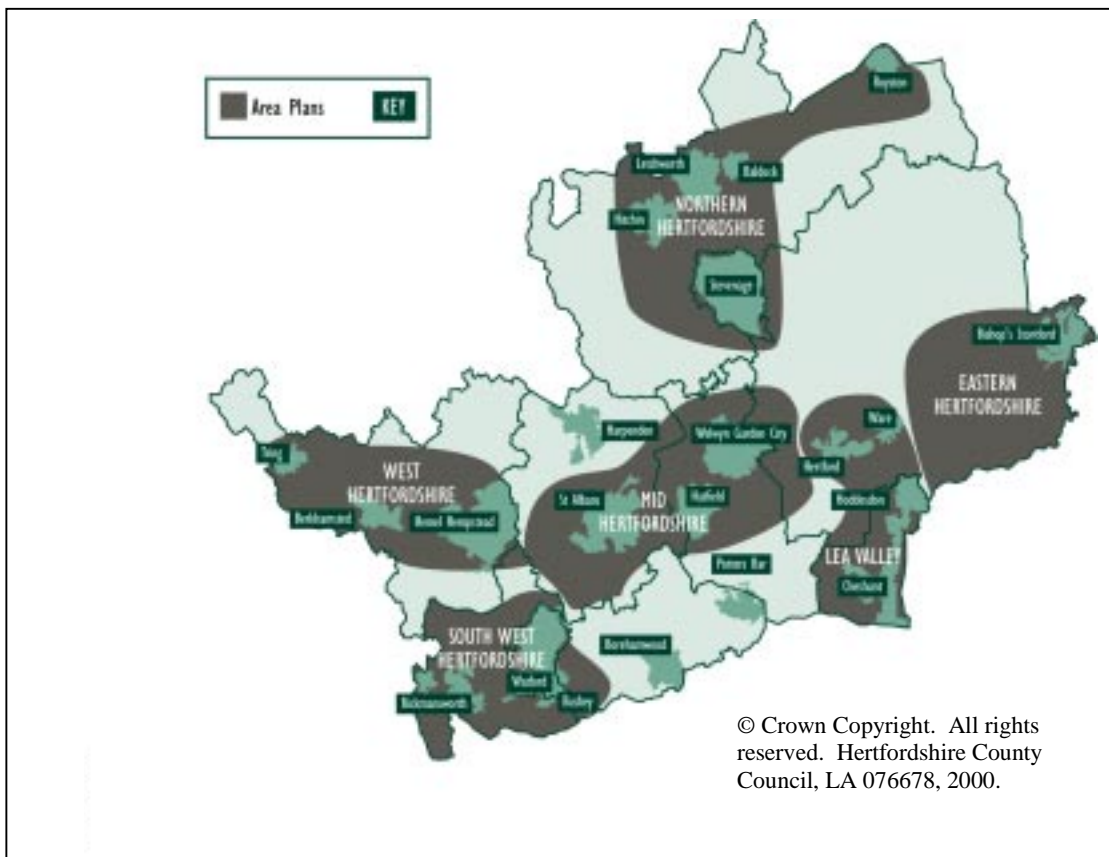 Area Plans KEY
Royston
Letchworth
Baldock
Hitchin
NORTHERN
HERTFORDSHIRE
Stevenage
Bishop's Stortford
EASTERN
HERTFORDSHIRE
Harpenden
Welwyn Garden City
Ware
Hertford
Tring
WEST
HERTFORDSHIRE
Berkhamsted
Hemel Hempstead
St Albans
Hatfield
MID
HERTFORDSHIRE
Hoddesdon
LEA VALLEY
Cheshunt
Potters Bar
Borehamwood
SOUTH WEST
HERTFORDSHIRE
Watford
Rickmansworth
Bushey
© Crown Copyright. All rights
reserved. Hertfordshire County
Council, LA 076678, 2000.